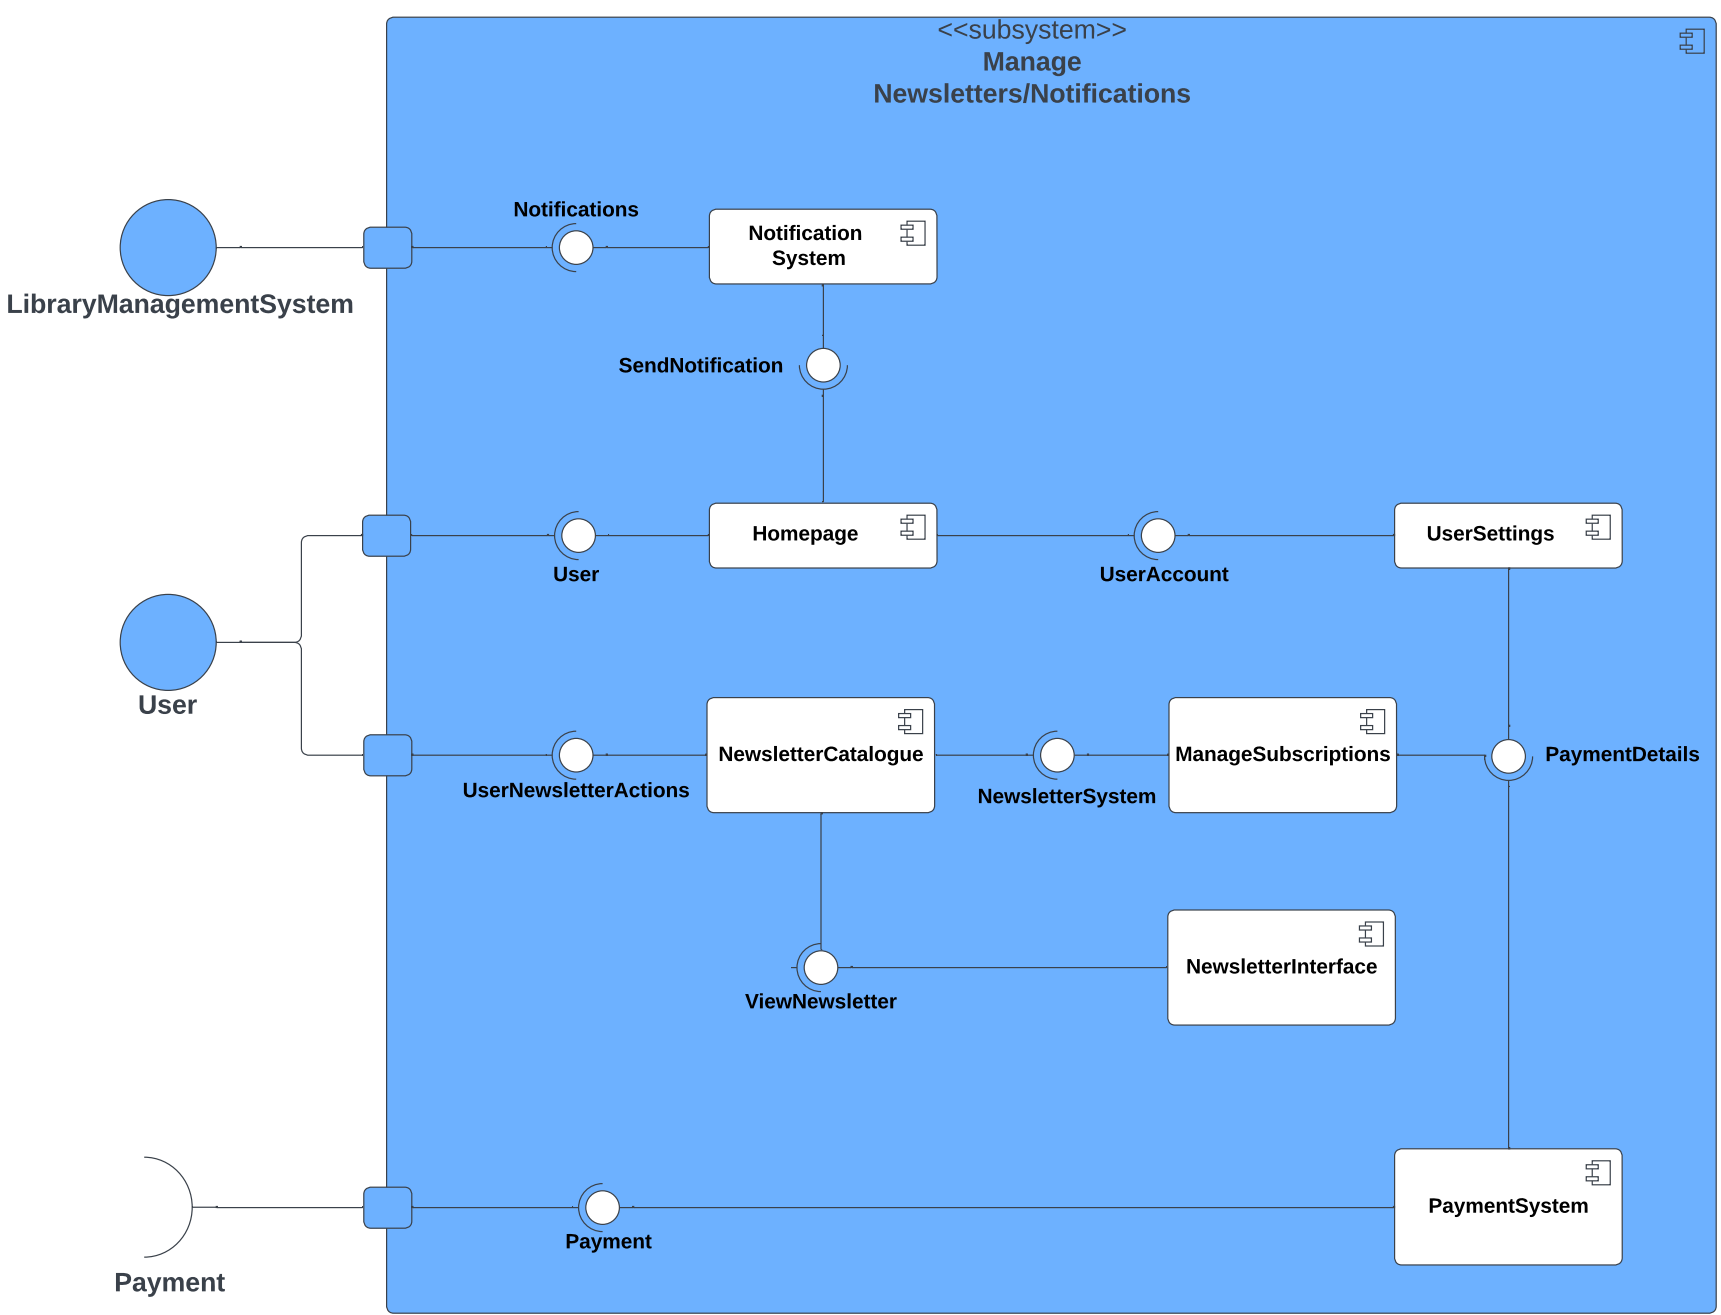 <<subsystem>>
Manage
Newsletters/Notifications
Notifications
Notification
System
LibraryManagementSystem
SendNotification
Homepage
UserSettings
User
UserAccount
User
NewsletterCatalogue
ManageSubscriptions
PaymentDetails
UserNewsletterActions
NewsletterSystem
NewsletterInterface
ViewNewsletter
PaymentSystem
Payment
Payment